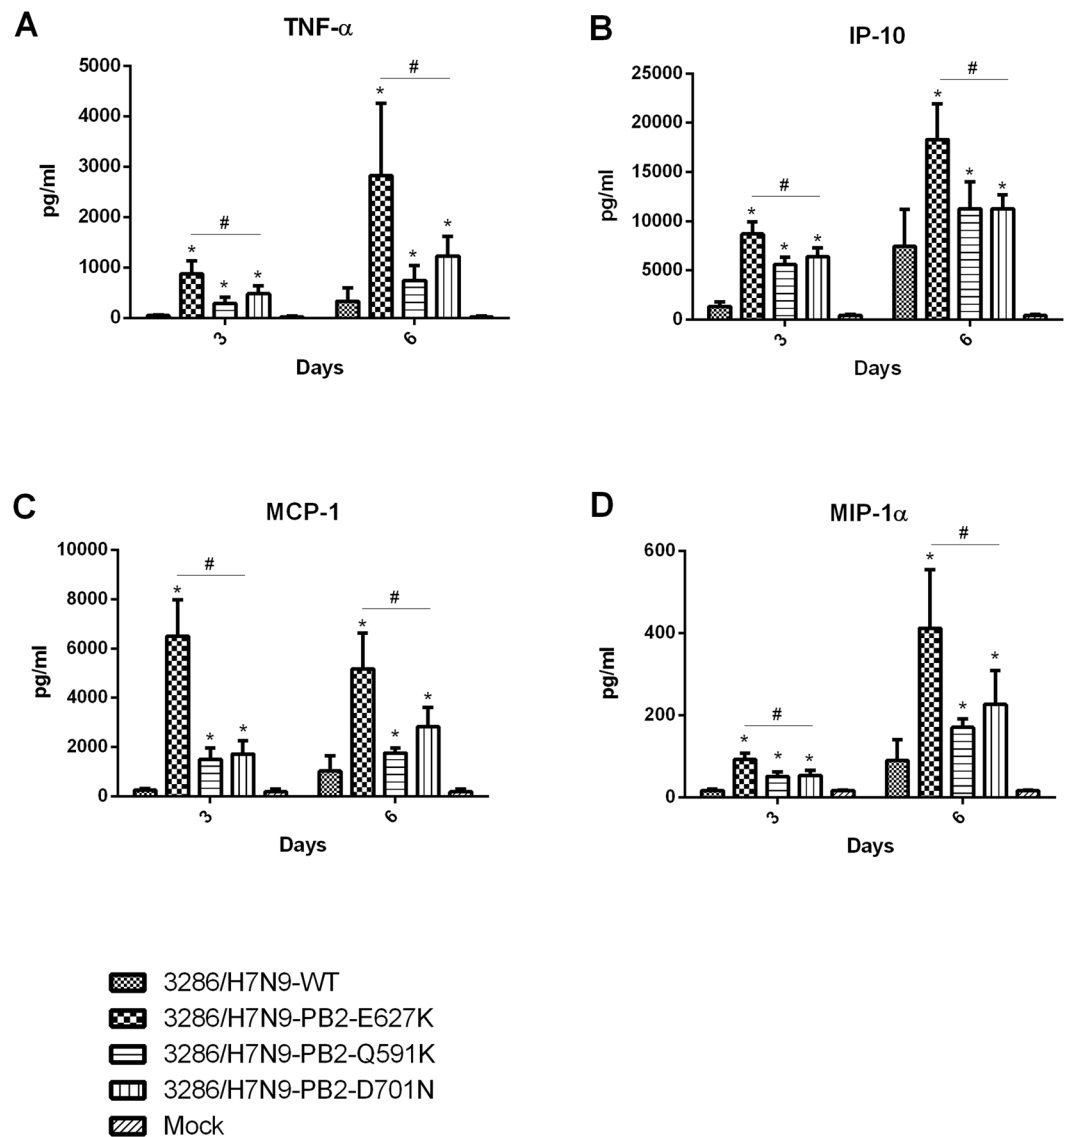 A
TNF-α
5000
4000
3000
2000
1000
0
pg/ml
*
*
*
#
*
*
*
#
3
6
Days
B
IP-10
25000
20000
15000
10000
5000
0
pg/ml
*
*
*
#
*
*
*
#
3
6
Days
C
MCP-1
10000
8000
6000
4000
2000
0
pg/ml
*
*
*
#
*
*
*
#
3
6
Days
D
MIP-1α
600
400
200
0
pg/ml
*
*
*
#
*
*
*
#
3
6
Days
3286/H7N9-WT
3286/H7N9-PB2-E627K
3286/H7N9-PB2-Q591K
3286/H7N9-PB2-D701N
Mock